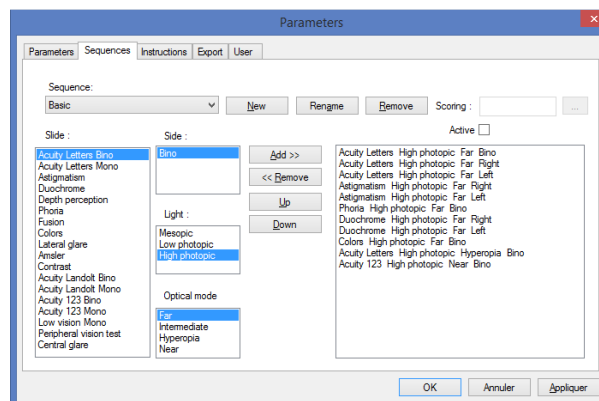 Parameters
Parameters Sequences Instructions Export User
Sequence:
Basic New Rename Remove Scoring : ...
Active
Slide : Side :
Acuity Letters Bino
Acuity Letters Mono
Astigmatism
Duochrome
Depth perception
Phoria
Fusion
Colors
Lateral glare
Amsler
Contrast
Acuity Landolt Bino
Acuity Landolt Mono
Acuity 123 Bino
Acuity 123 Mono
Low vision Mono
Peripheral vision test
Central glare
Bino
Light :
Mesopic
Low photopic
High photopic
Optical mode
Far
Intermediate
Hyperopia
Near
Add >>
<< Remove
Up
Down
Acuity Letters High photopic Far Bino
Acuity Letters High photopic Far Right
Acuity Letters High photopic Far Left
Astigmatism High photopic Far Right
Astigmatism High photopic Far Left
Phoria High photopic Far Bino
Duochrome High photopic Far Right
Duochrome High photopic Far Left
Colors High photopic Far Bino
Acuity Letters High photopic Hyperopia Bino
Acuity 123 High photopic Near Bino
OK Annuler Appliquer